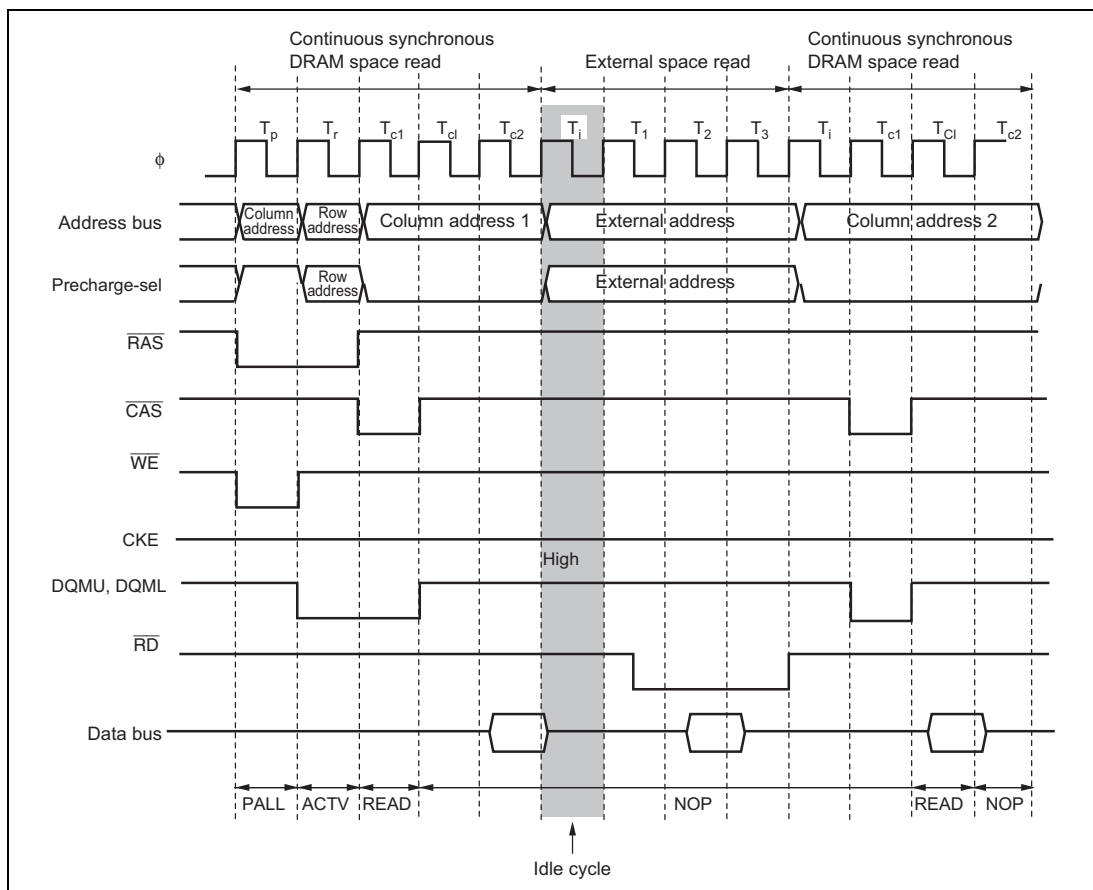 Continuous synchronous
DRAM space read
External space read
Continuous synchronous
DRAM space read
Tp Tr Tc1 Tcl Tc2 Ti T1 T2 T3 Ti Tc1 TCl Tc2
ϕ
Address bus
Column
address
Row
address
Column address 1
External address
Column address 2
Precharge-sel
Row
address
External address
RAS
CAS
WE
CKE
High
DQMU, DQML
RD
Data bus
PALL ACTV READ NOP READ NOP
Idle cycle